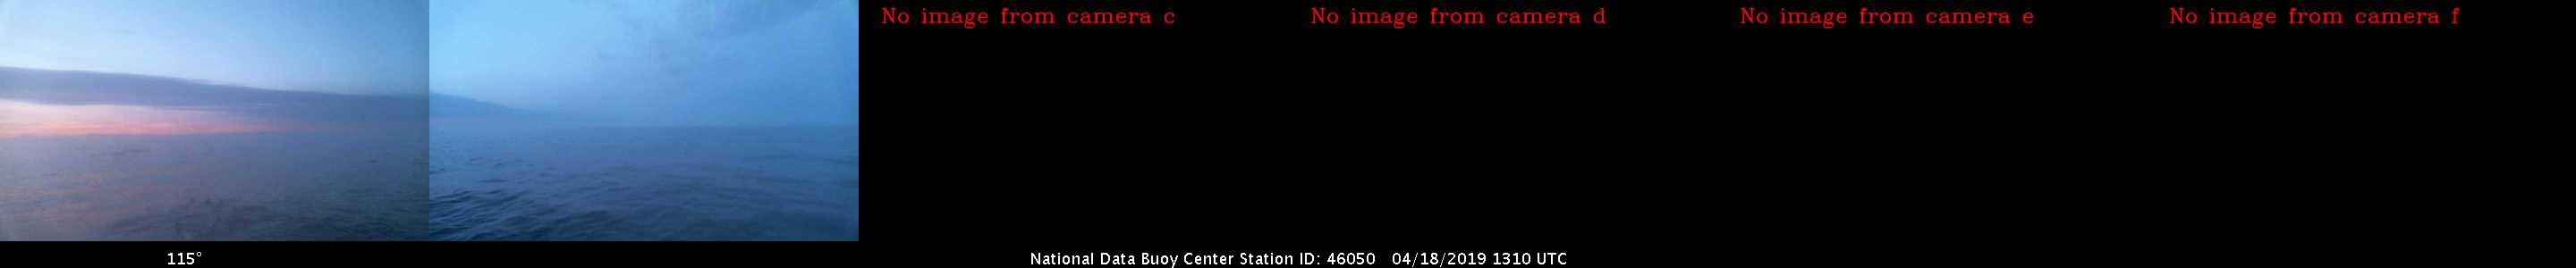 No image from camera c
No image from camera d
No image from camera e
No image from camera f
115°
National Data Buoy Center Station ID: 46050 04/18/2019 1310 UTC